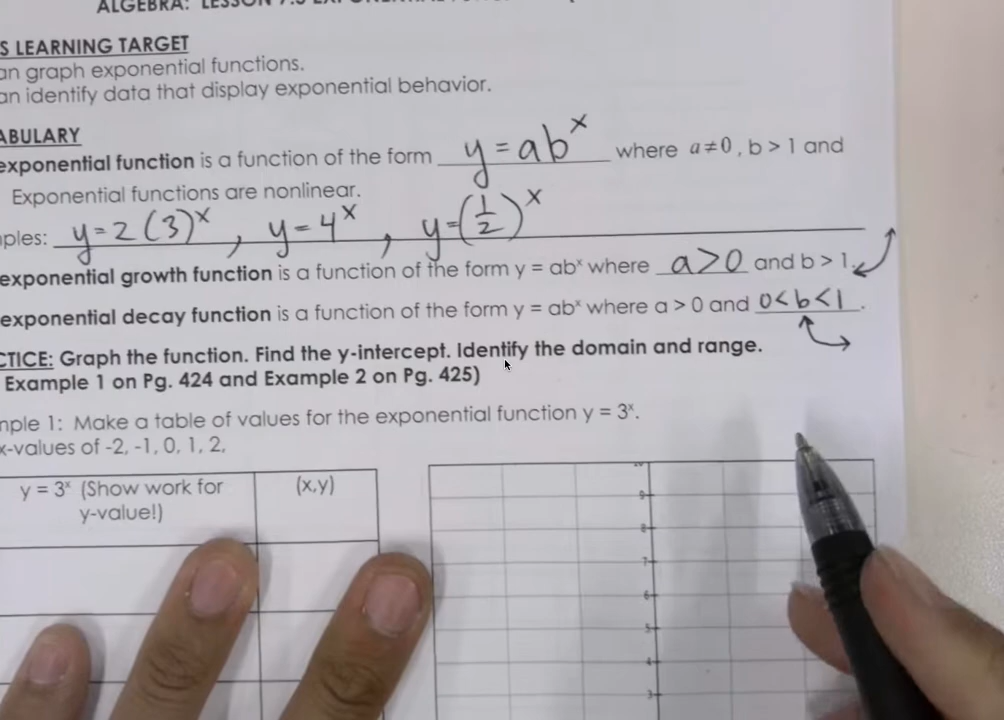 ALGEBRA: LESSON
S LEARNING TARGET
an graph exponential functions.
an identify data that display exponential behavior.
ABULARY
exponential function is a function of the form y = ab^x where a ≠ 0, b > 1 and
Exponential functions are nonlinear.
ples: y = 2(3)^x, y = 4^x, y = (1/2)^x
exponential growth function is a function of the form y = ab^x where a > 0 and b > 1.
exponential decay function is a function of the form y = ab^x where a > 0 and 0 < b < 1.
CTICE: Graph the function. Find the y-intercept. Identify the domain and range.
Example 1 on Pg. 424 and Example 2 on Pg. 425)
mple 1: Make a table of values for the exponential function y = 3^x.
x-values of -2, -1, 0, 1, 2,
y = 3^x (Show work for (x,y)
y-value!)
9
8
7
6
5
4
3